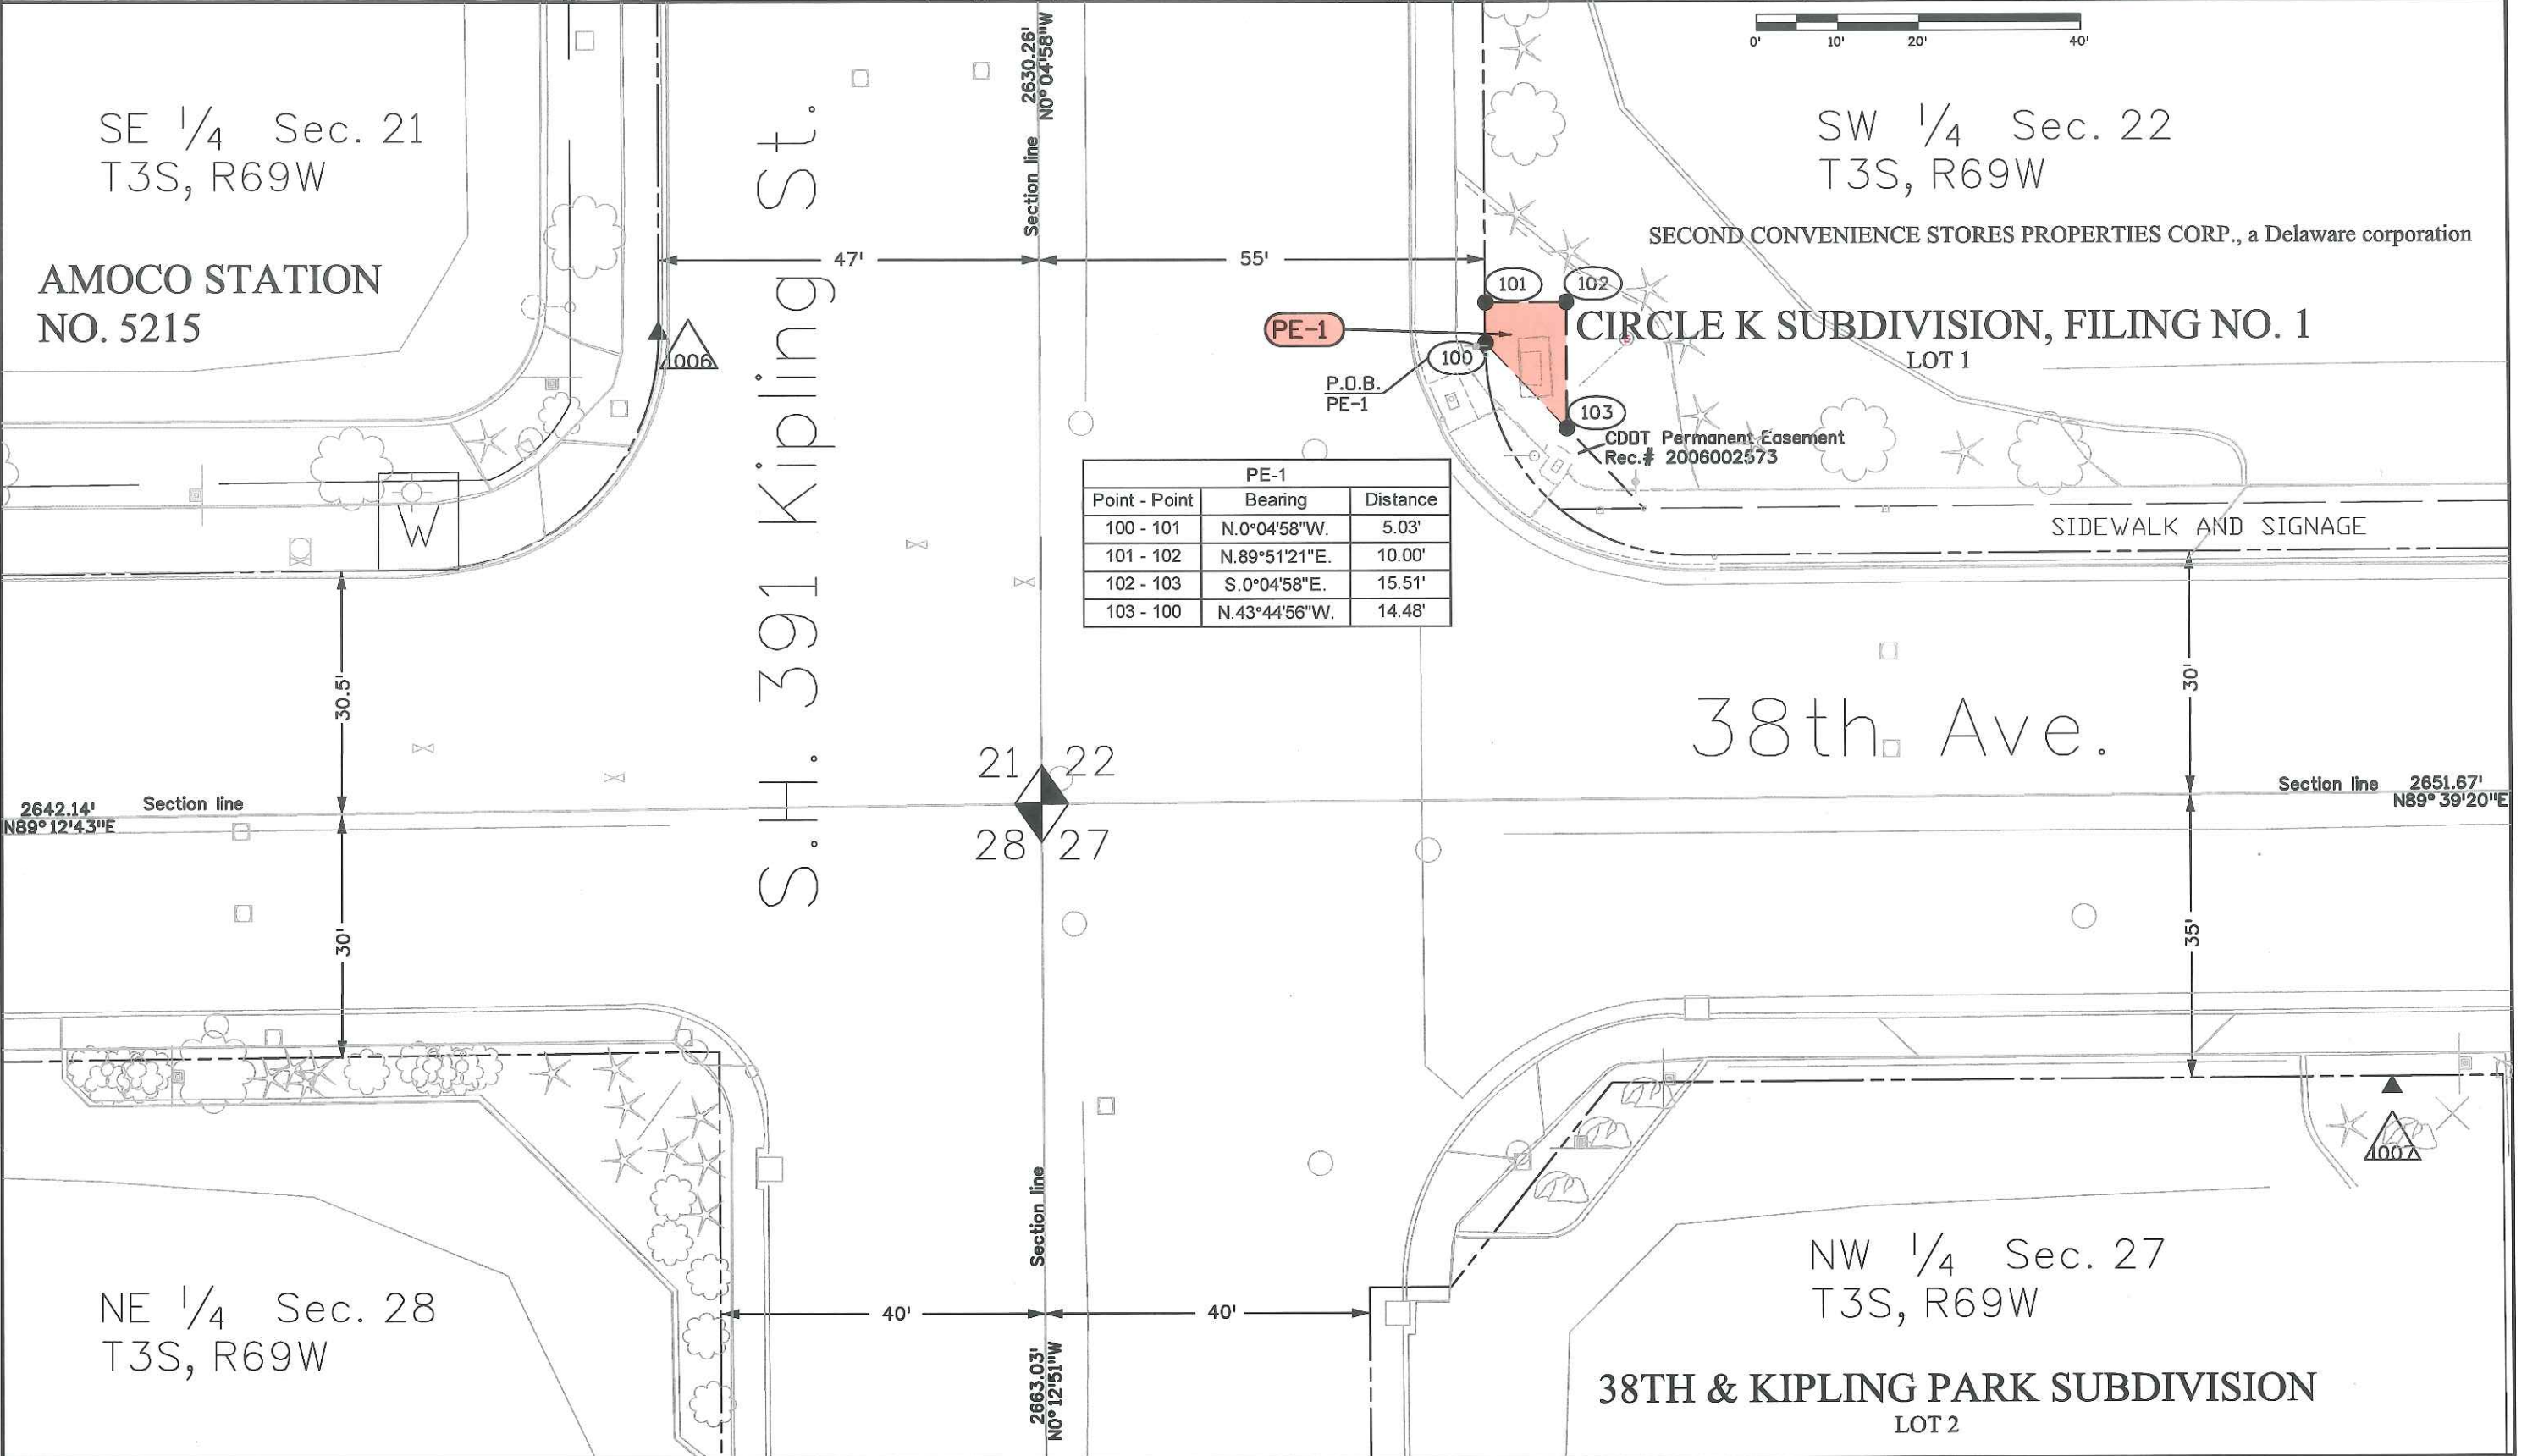 0' 10' 20' 40'
SE 1/4 Sec. 21
T3S, R69W
AMOCO STATION
NO. 5215
S.H. 391 Kipling St.
2630.26'
N0°04'58"W
Section line
SW 1/4 Sec. 22
T3S, R69W
SECOND CONVENIENCE STORES PROPERTIES CORP., a Delaware corporation
47'
55'
101
102
PE-1
CIRCLE K SUBDIVISION, FILING NO. 1
LOT 1
1006
100
P.O.B.
PE-1
103
CDOT Permanent Easement
Rec.# 2006002573
W
PE-1
Point - Point Bearing Distance
100 - 101 N.0°04'58"W. 5.03'
101 - 102 N.89°51'21"E. 10.00'
102 - 103 S.0°04'58"E. 15.51'
103 - 100 N.43°44'56"W. 14.48'
SIDEWALK AND SIGNAGE
30.5'
30'
38th Ave.
21 22
28 27
2642.14'
N89°12'43"E
Section line
Section line
2651.67'
N89°39'20"E
30'
35'
1007
Section line
40'
40'
2663.03'
N0°12'51"W
NE 1/4 Sec. 28
T3S, R69W
NW 1/4 Sec. 27
T3S, R69W
38TH & KIPLING PARK SUBDIVISION
LOT 2